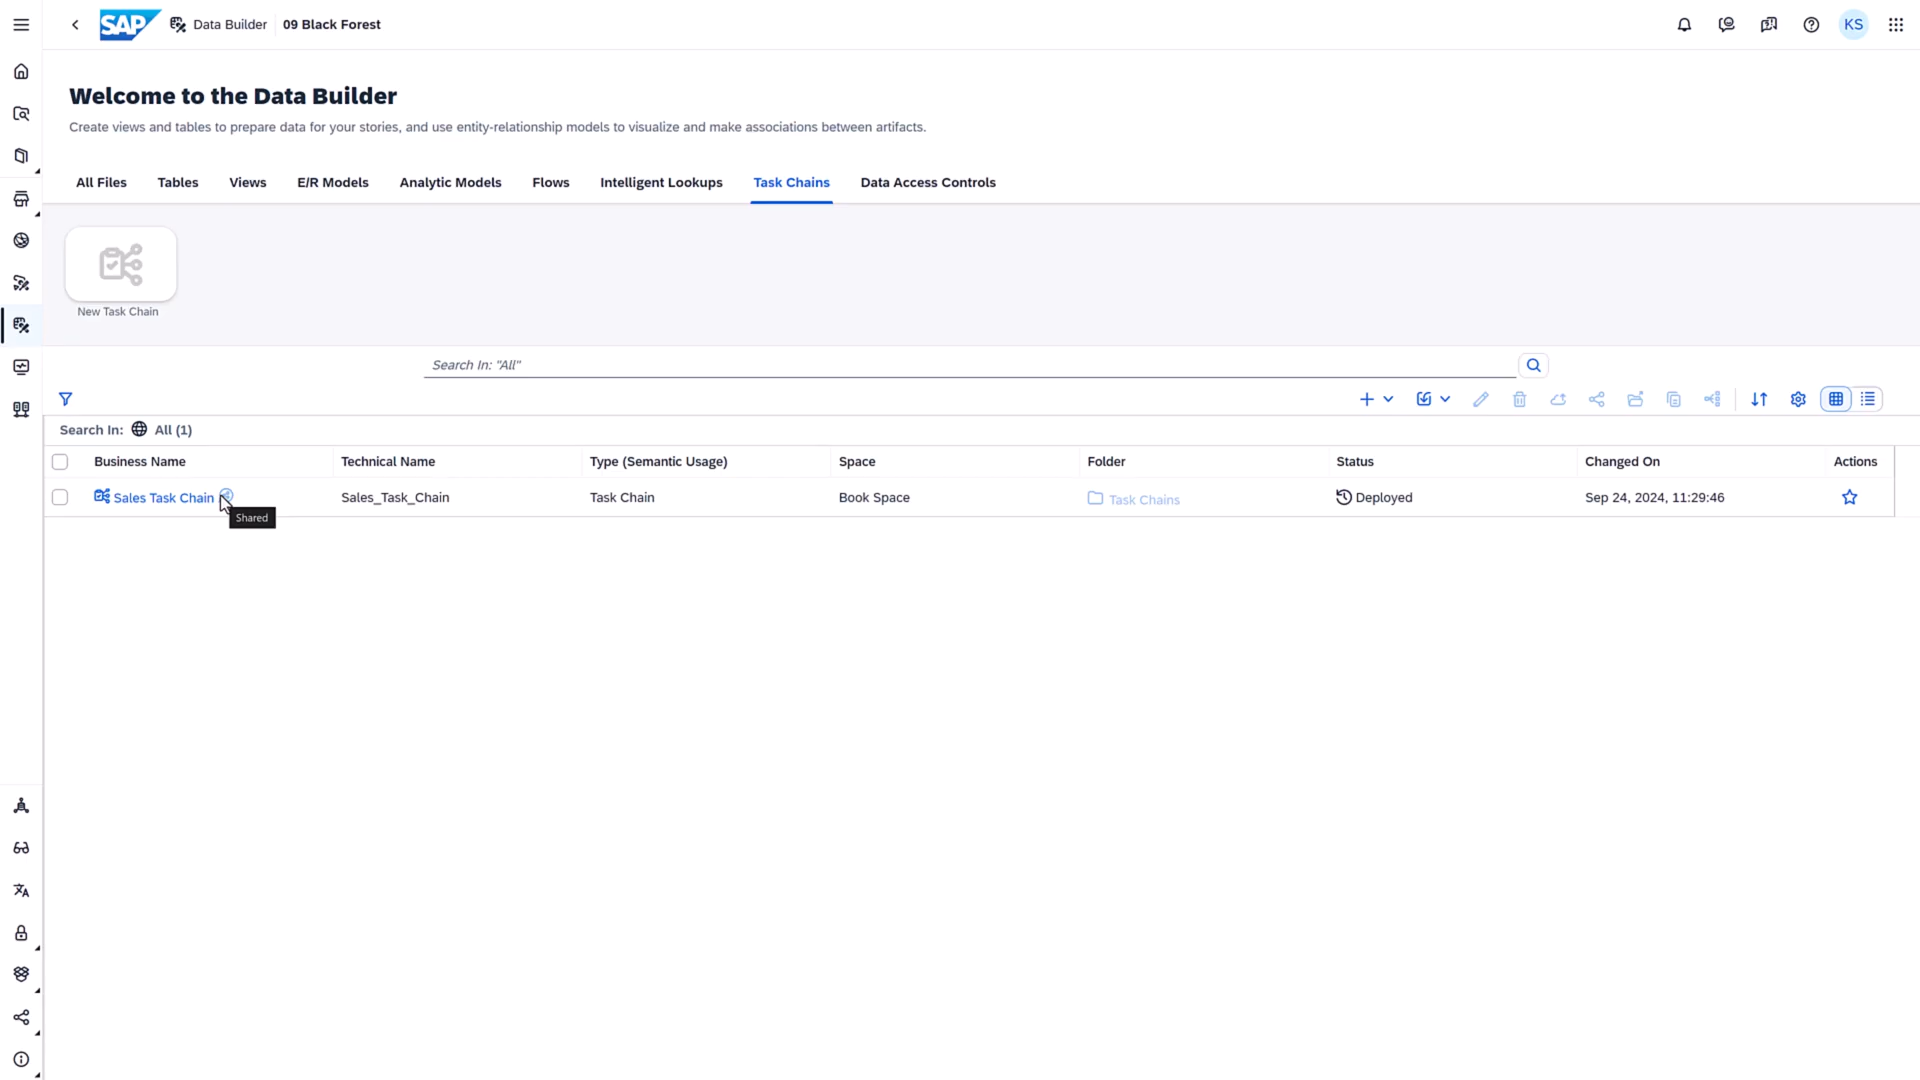 SAP Data Builder 09 Black Forest KS
Welcome to the Data Builder
Create views and tables to prepare data for your stories, and use entity-relationship models to visualize and make associations between artifacts.
All Files Tables Views E/R Models Analytic Models Flows Intelligent Lookups Task Chains Data Access Controls
New Task Chain
Search In: "All"
Search In: All (1)
Business Name Technical Name Type (Semantic Usage) Space Folder Status Changed On Actions
Sales Task Chain Sales_Task_Chain Task Chain Book Space Task Chains Deployed Sep 24, 2024, 11:29:46
Shared